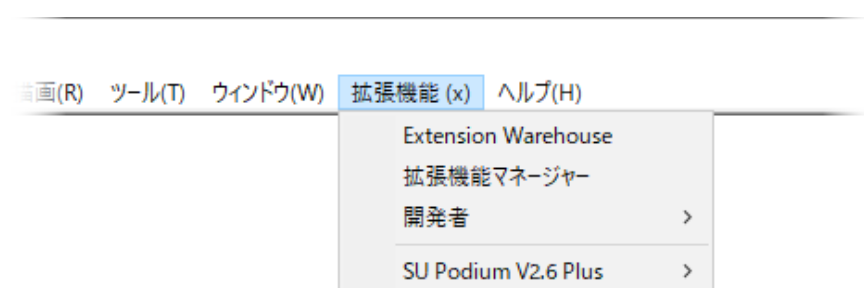 画(R) ツール(T) ウィンドウ(W) 拡張機能 (x) ヘルプ(H)
Extension Warehouse
拡張機能マネージャー
開発者
SU Podium V2.6 Plus